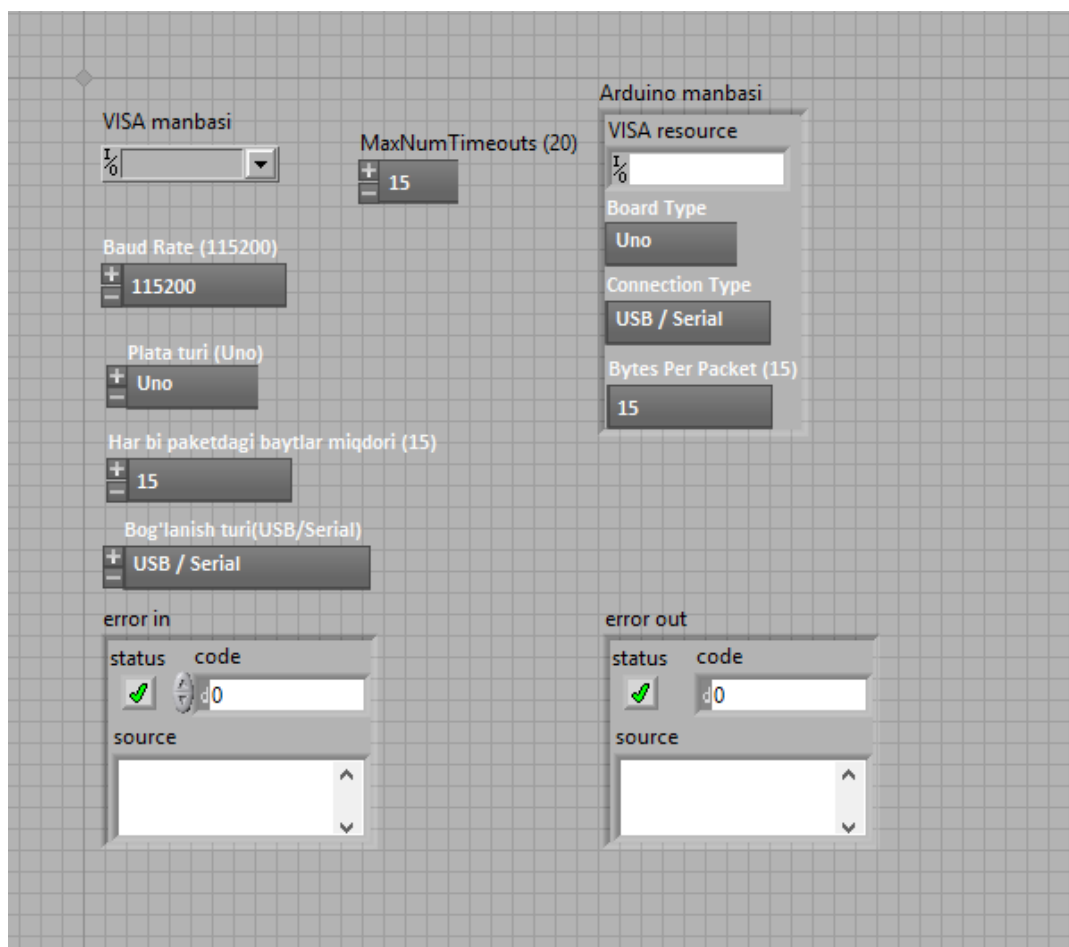 VISA manbasi
MaxNumTimeouts (20)
15
Baud Rate (115200)
115200
Plata turi (Uno)
Uno
Har bi paketdagi baytlar miqdori (15)
15
Bog'lanish turi(USB/Serial)
USB / Serial
error in
status code
d 0
source
Arduino manbasi
VISA resource
Board Type
Uno
Connection Type
USB / Serial
Bytes Per Packet (15)
15
error out
status code
d 0
source